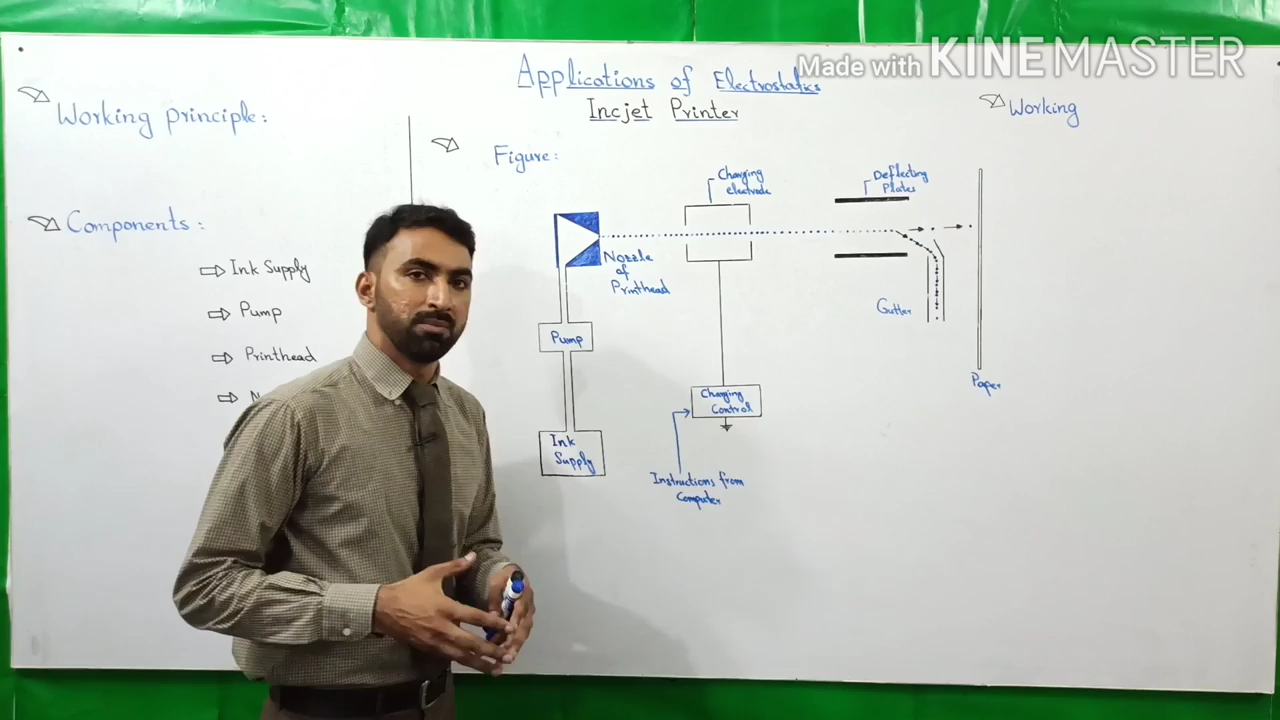 Made with KINEMASTER
Applications of Electrostatics
Incjet Printer
Working principle:
Components:
Ink Supply
Pump
Printhead
Figure:
Charging
electrode
Deflecting
Plates
Nozzle
of
Printhead
Gutter
Pump
Charging
Control
Ink
Supply
Instructions from
Computer
Paper
Working